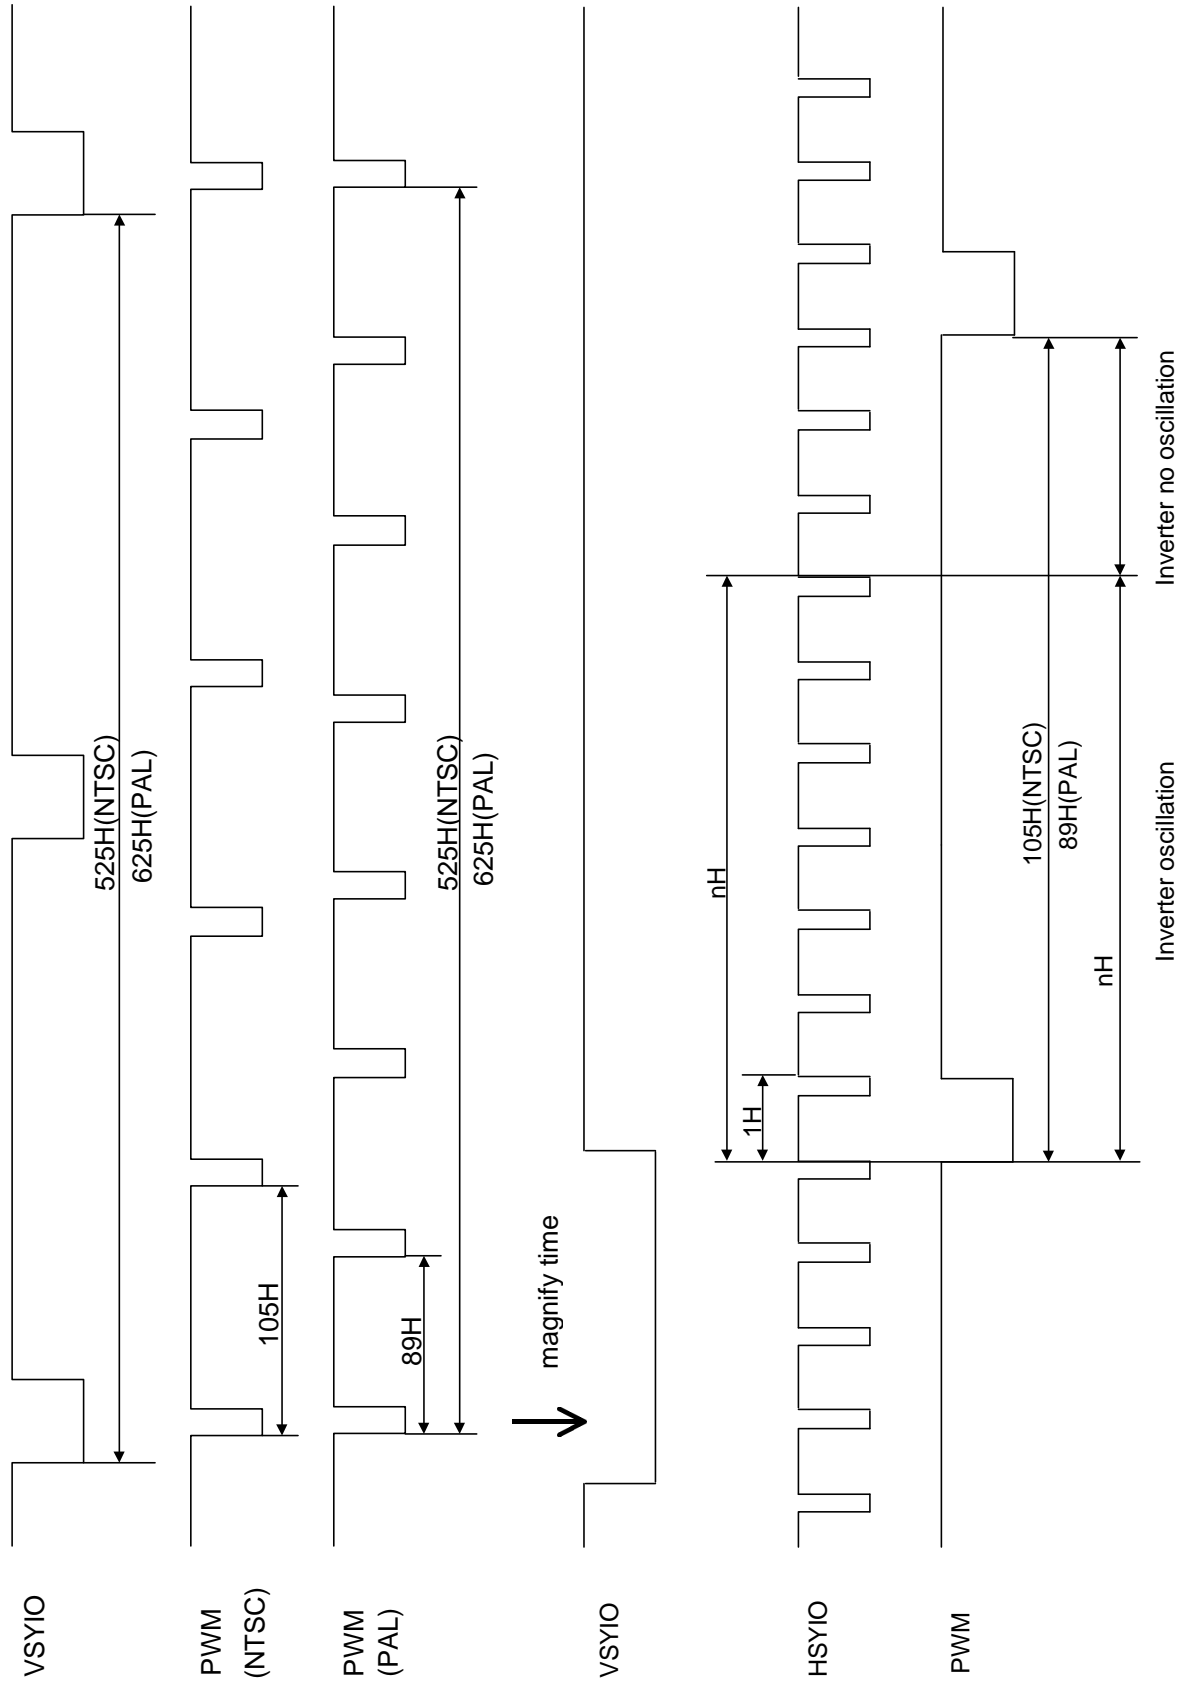 VSYIO
525H(NTSC)
625H(PAL)
PWM
(NTSC)
105H
PWM
(PAL)
89H
525H(NTSC)
625H(PAL)
magnify time
VSYIO
nH
1H
HSYIO
PWM
105H(NTSC)
89H(PAL)
nH
Inverter oscillation
Inverter no oscillation